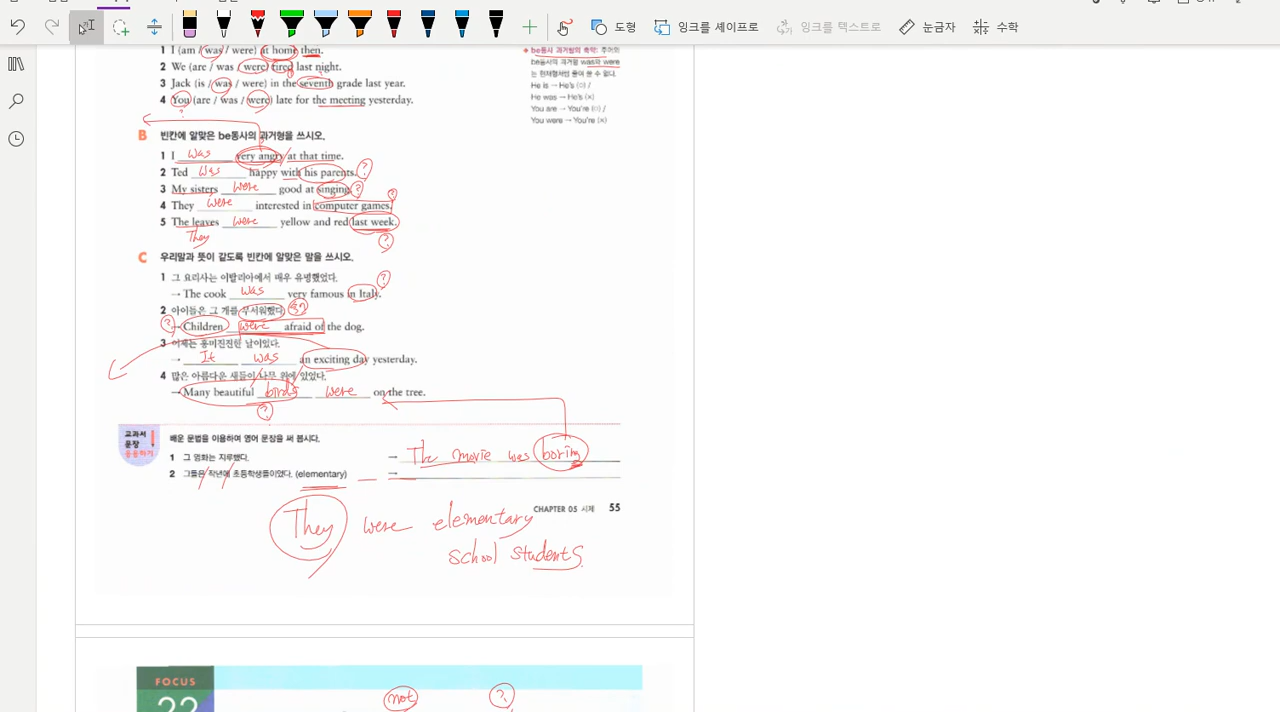 도형
잉크를 셰이프로
잉크를 텍스트로
눈금자
수학
1 I (am / was / were) at home then.
2 We (are / was / were) tired last night.
3 Jack (is / was / were) in the seventh grade last year.
4 You (are / was / were) late for the meeting yesterday.
?
be동사 과거형의 축약: 주어와
be동사의 과거형 was와 were
는 현재형처럼 줄여 쓸 수 없다.
He is → He's (O) /
He was → He's (X)
You are → You're (O) /
You were → You're (X)
B 빈칸에 알맞은 be동사의 과거형을 쓰시오.
1 I was very angry at that time.
2 Ted was happy with his parents. ?
3 My sisters were good at singing. ?
4 They were interested in computer games. ?
5 The leaves were yellow and red last week.
They
?
C 우리말과 뜻이 같도록 빈칸에 알맞은 말을 쓰시오.
1 그 요리사는 이탈리아에서 매우 유명했었다.
→ The cook was very famous in Italy. ?
2 아이들은 그 개를 무서워했다.
? → Children were afraid of the dog.
3 어제는 흥미진진한 날이었다.
→ It was an exciting day yesterday.
4 많은 아름다운 새들이 나무 위에 있었다.
→ Many beautiful birds were on the tree.
?
교과서
문장
응용하기
배운 문법을 이용하여 영어 문장을 써 봅시다.
1 그 영화는 지루했다. → The movie was boring
2 그들은 작년에 초등학생들이었다. (elementary) →
CHAPTER 05 시제 55
They were elementary
school students.
FOCUS
22
not ?